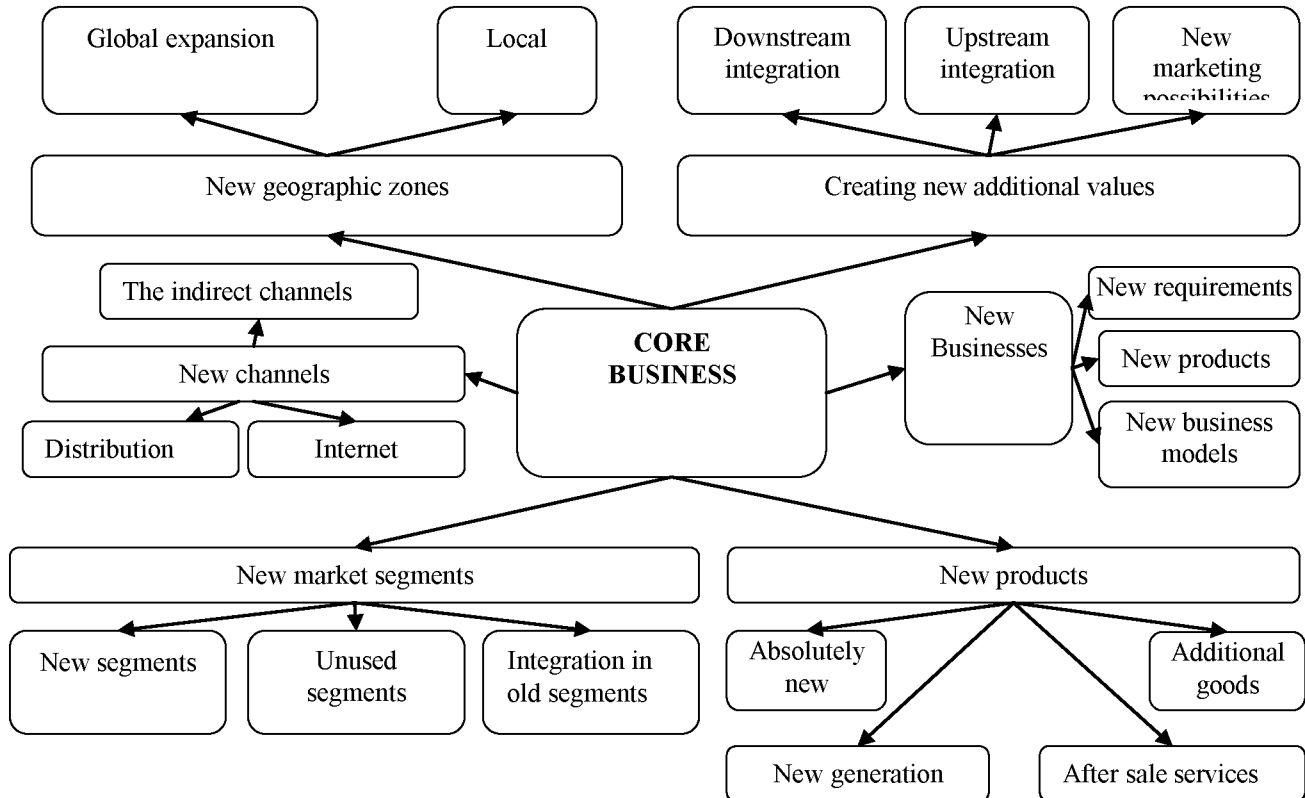 Global expansion
Local
Downstream
integration
Upstream
integration
New
marketing
possibilities
New geographic zones
Creating new additional values
The indirect channels
New channels
Distribution
Internet
CORE
BUSINESS
New
Businesses
New requirements
New products
New business
models
New market segments
New products
New segments
Unused
segments
Integration in
old segments
Absolutely
new
Additional
goods
New generation
After sale services